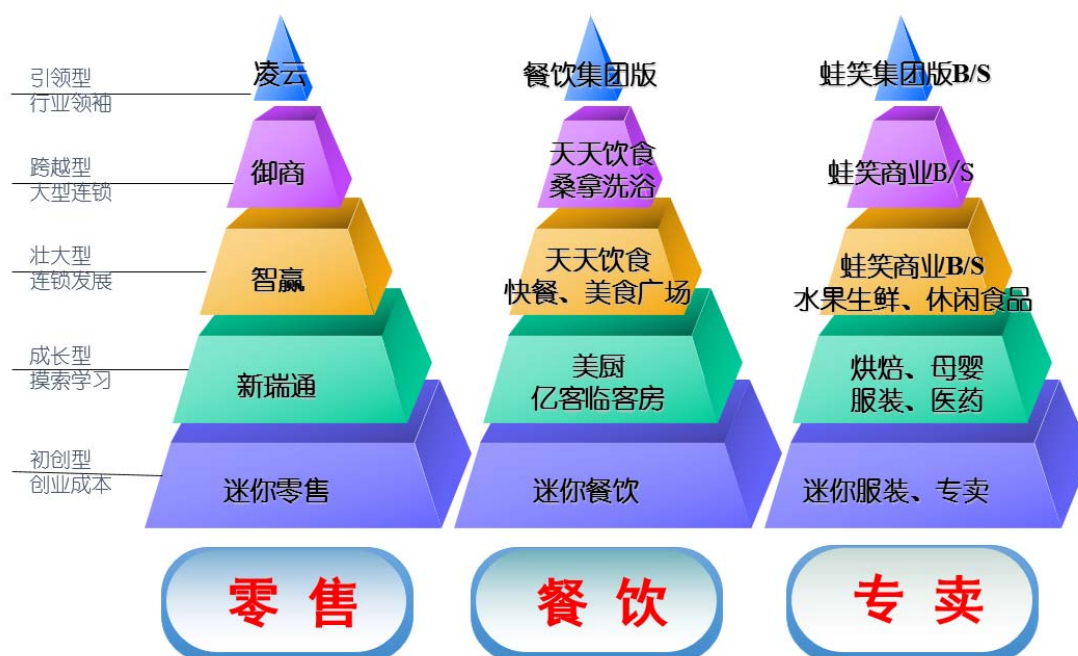 引领型
行业领袖
跨越型
大型连锁
壮大型
连锁发展
成长型
摸索学习
初创型
创业成本
凌云
御商
智赢
新瑞通
迷你零售
零售
餐饮集团版
天天饮食
桑拿洗浴
天天饮食
快餐、美食广场
美厨
亿客临客房
迷你餐饮
餐饮
蛙笑集团版B/S
蛙笑商业B/S
蛙笑商业B/S
水果生鲜、休闲食品
烘焙、母婴
服装、医药
迷你服装、专卖
专卖